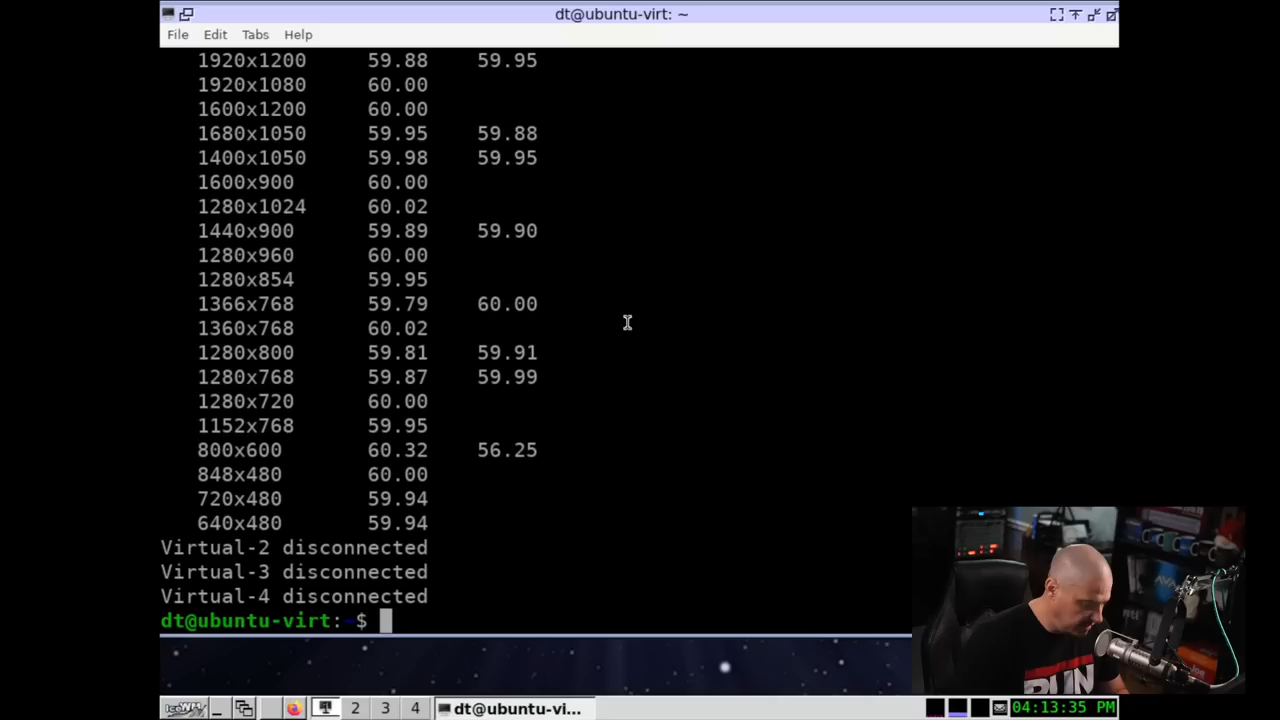 dt@ubuntu-virt: ~
File Edit Tabs Help
1920x1200 59.88 59.95
1920x1080 60.00
1600x1200 60.00
1680x1050 59.95 59.88
1400x1050 59.98 59.95
1600x900 60.00
1280x1024 60.02
1440x900 59.89 59.90
1280x960 60.00
1280x854 59.95
1366x768 59.79 60.00
1360x768 60.02
1280x800 59.81 59.91
1280x768 59.87 59.99
1280x720 60.00
1152x768 59.95
800x600 60.32 56.25
848x480 60.00
720x480 59.94
640x480 59.94
Virtual-2 disconnected
Virtual-3 disconnected
Virtual-4 disconnected
dt@ubuntu-virt:~$
RUN
IceWM 2 3 4 dt@ubuntu-vi... 04:13:35 PM